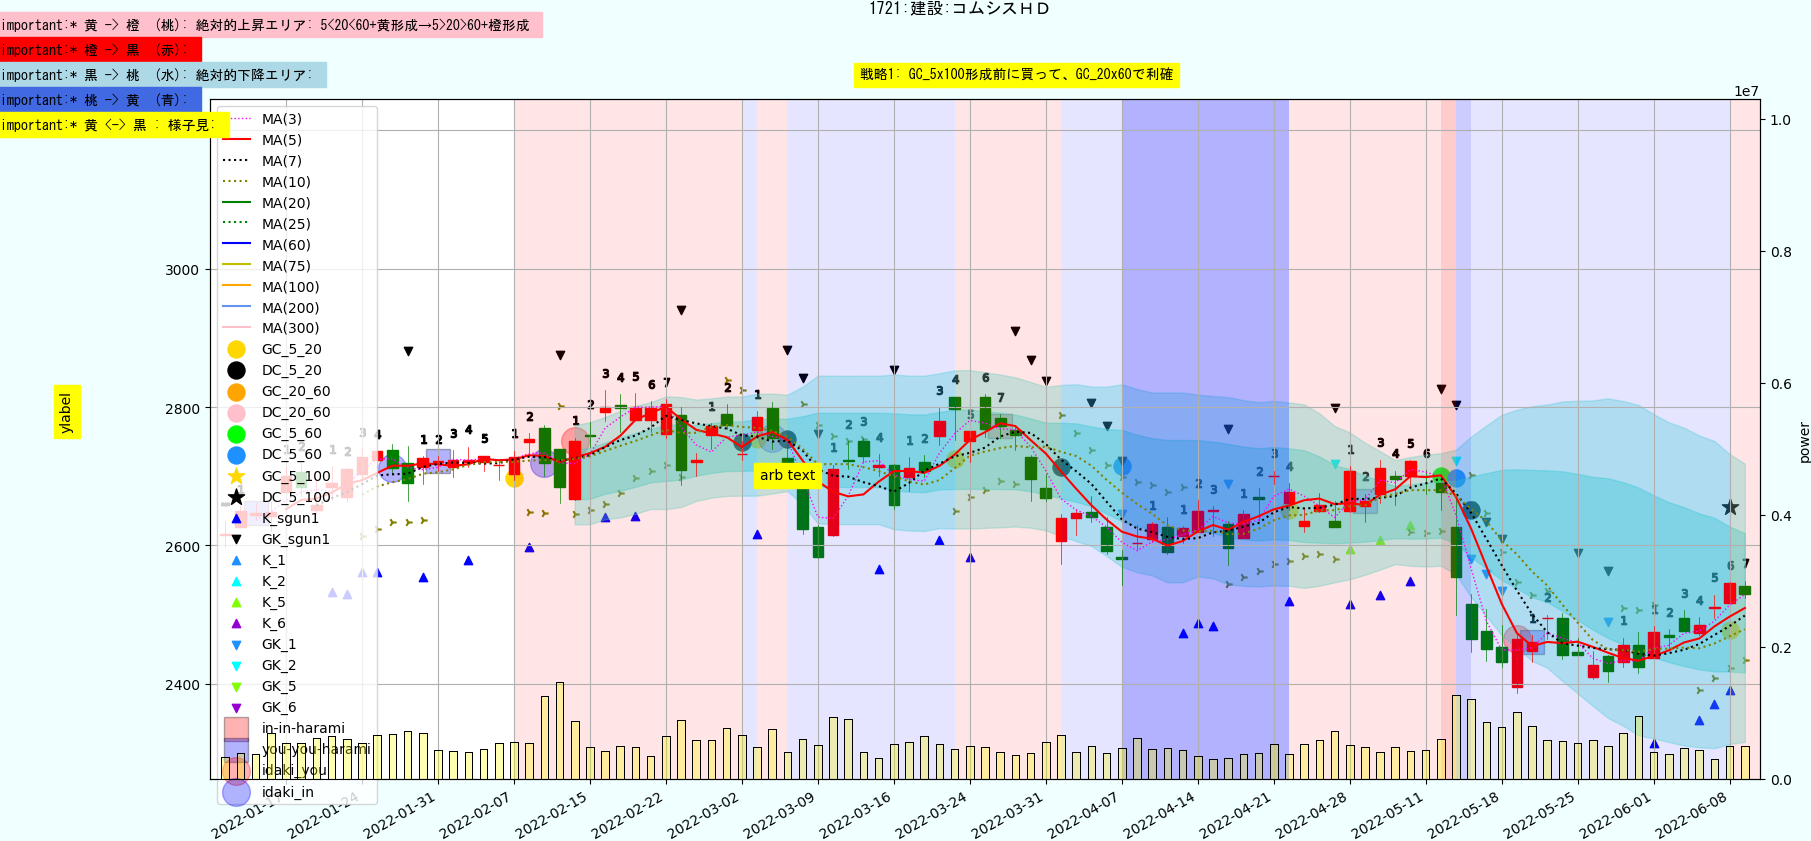 1721:建設:コムシスＨＤ
important:* 黄 -> 橙 (桃): 絶対的上昇エリア: 5<20<60+黄形成→5>20>60+橙形成
important:* 橙 -> 黒 (赤):
important:* 黒 -> 桃 (水): 絶対的下降エリア:
戦略1: GC_5x100形成前に買って、GC_20x60で利確
important:* 桃 -> 黄 (青):
important:* 黄 <-> 黒 : 様子見:
1e7
MA(3)
MA(5)
MA(7)
MA(10)
MA(20)
MA(25)
MA(60)
MA(75)
MA(100)
MA(200)
MA(300)
GC_5_20
DC_5_20
GC_20_60
DC_20_60
GC_5_60
DC_5_60
GC_5_100
DC_5_100
K_sgun1
GK_sgun1
K_1
K_2
K_5
K_6
GK_1
GK_2
GK_5
GK_6
in-in-harami
you-you-harami
idaki_you
idaki_in
3000
2800
2600
2400
ylabel
arb text
1.0
0.8
0.6
0.4
0.2
0.0
power
2022-01-24
2022-01-31
2022-02-07
2022-02-15
2022-02-22
2022-03-02
2022-03-09
2022-03-16
2022-03-24
2022-03-31
2022-04-07
2022-04-14
2022-04-21
2022-04-28
2022-05-11
2022-05-18
2022-05-25
2022-06-01
2022-06-08